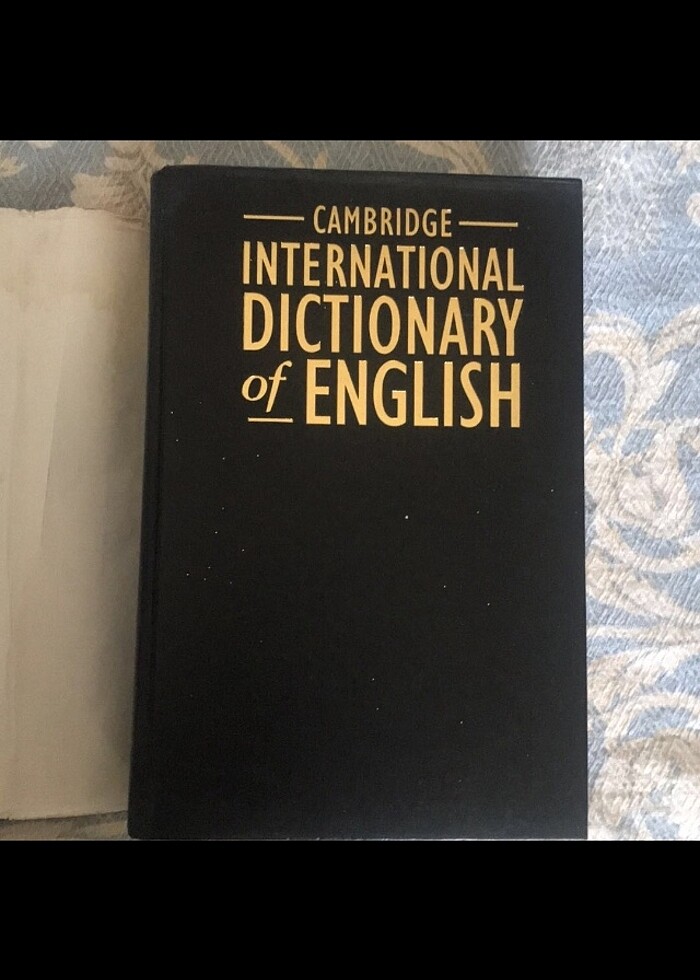 CAMBRIDGE
INTERNATIONAL
DICTIONARY
of ENGLISH